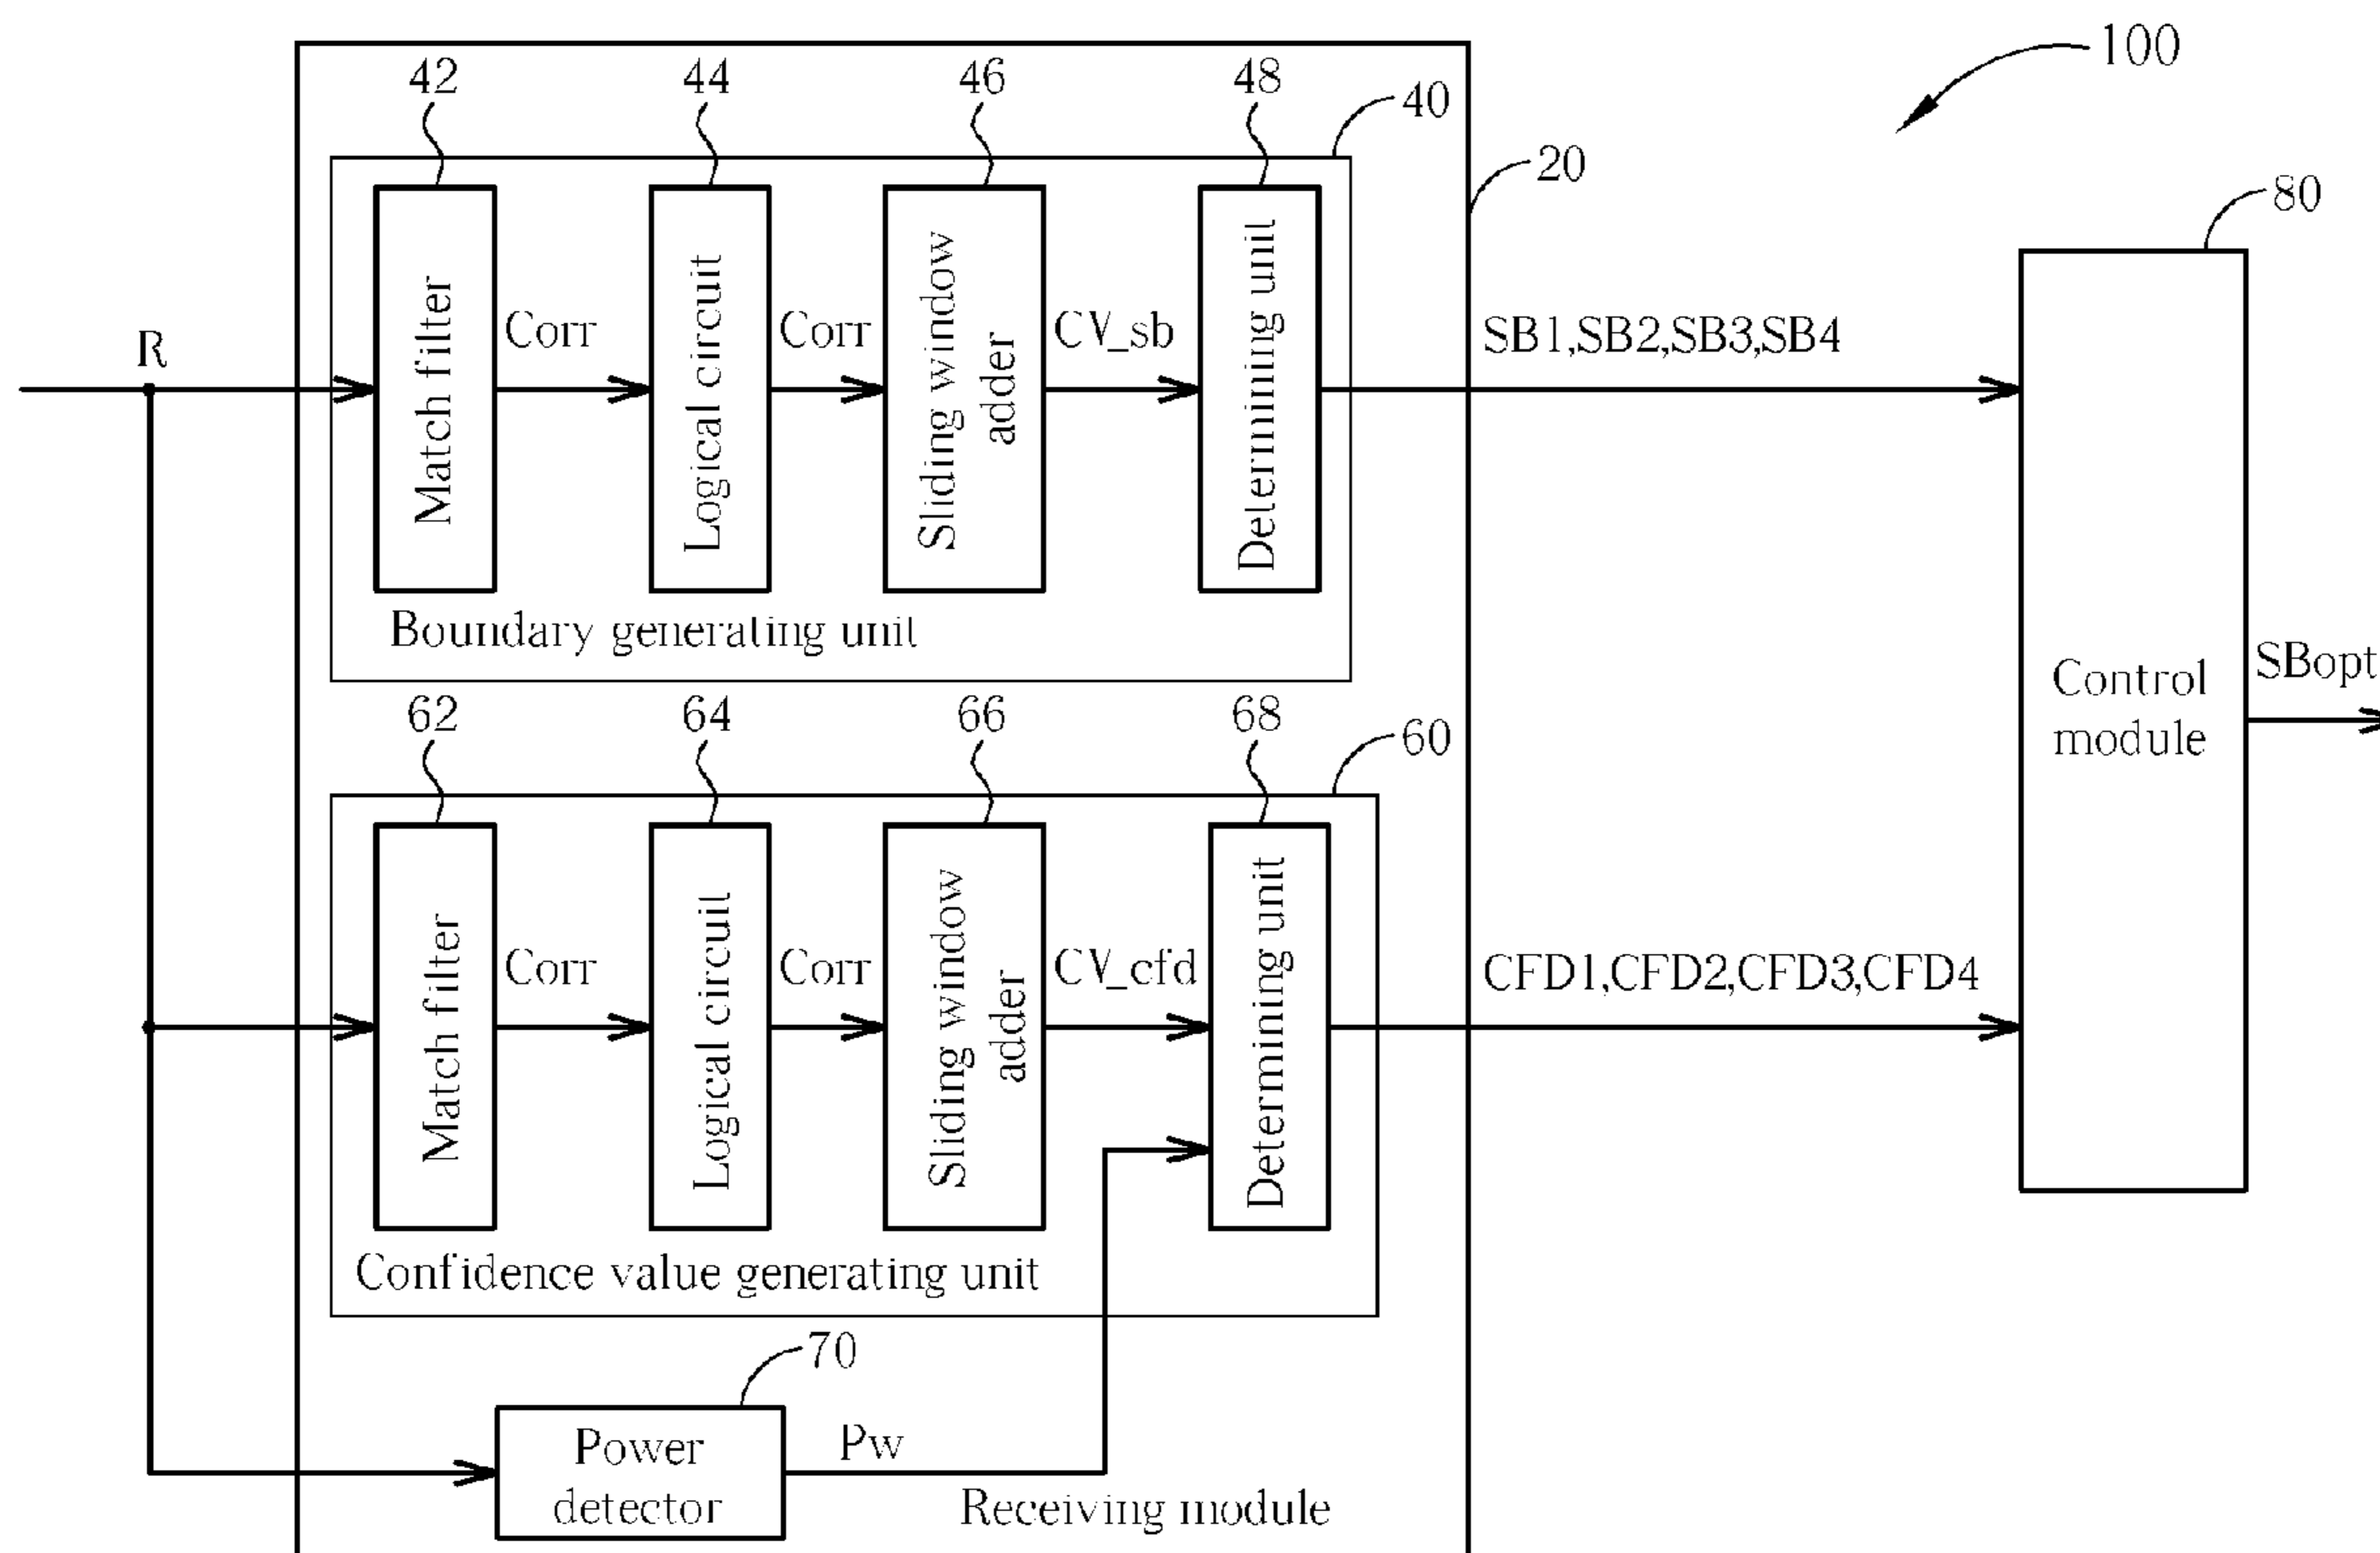 100
42
44
46
48
40
20
80
R
Match filter
Corr
Logical circuit
Corr
Sliding window
adder
CV_sb
Determining unit
SB1,SB2,SB3,SB4
Boundary generating unit
Control
module
SBopt
62
64
66
68
60
Match filter
Corr
Logical circuit
Corr
Sliding window
adder
CV_cfd
Determining unit
CFD1,CFD2,CFD3,CFD4
Confidence value generating unit
70
Power
detector
Pw
Receiving module